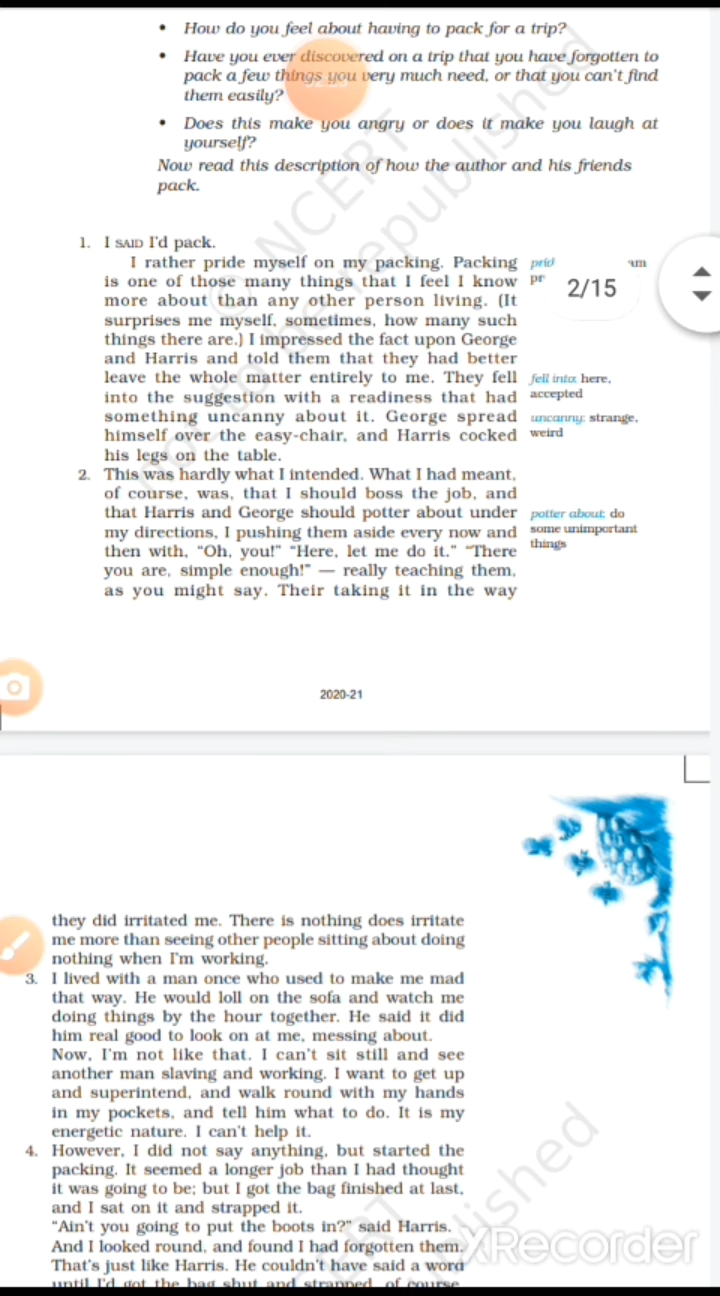 • How do you feel about having to pack for a trip?
• Have you ever discovered on a trip that you have forgotten to
pack a few things you very much need, or that you can't find
them easily?
• Does this make you angry or does it make you laugh at
yourself?
Now read this description of how the author and his friends
pack.
1. I SAID I'd pack.
I rather pride myself on my packing. Packing
is one of those many things that I feel I know
more about than any other person living. (It
surprises me myself, sometimes, how many such
things there are.) I impressed the fact upon George
and Harris and told them that they had better
leave the whole matter entirely to me. They fell
into the suggestion with a readiness that had
something uncanny about it. George spread
himself over the easy-chair, and Harris cocked
his legs on the table.
2/15
fell into: here,
accepted
uncanny: strange,
weird
2. This was hardly what I intended. What I had meant,
of course, was, that I should boss the job, and
that Harris and George should potter about under
my directions, I pushing them aside every now and
then with, “Oh, you!” “Here, let me do it.” “There
you are, simple enough!” — really teaching them,
as you might say. Their taking it in the way
potter about: do
some unimportant
things
2020-21
they did irritated me. There is nothing does irritate
me more than seeing other people sitting about doing
nothing when I'm working.
3. I lived with a man once who used to make me mad
that way. He would loll on the sofa and watch me
doing things by the hour together. He said it did
him real good to look on at me, messing about.
Now, I'm not like that. I can't sit still and see
another man slaving and working. I want to get up
and superintend, and walk round with my hands
in my pockets, and tell him what to do. It is my
energetic nature. I can't help it.
4. However, I did not say anything, but started the
packing. It seemed a longer job than I had thought
it was going to be; but I got the bag finished at last,
and I sat on it and strapped it.
“Ain't you going to put the boots in?” said Harris.
And I looked round, and found I had forgotten them.
That's just like Harris. He couldn't have said a word
until I'd got the bag shut and strapped, of course.
© NCERT
not to be republished
XRecorder